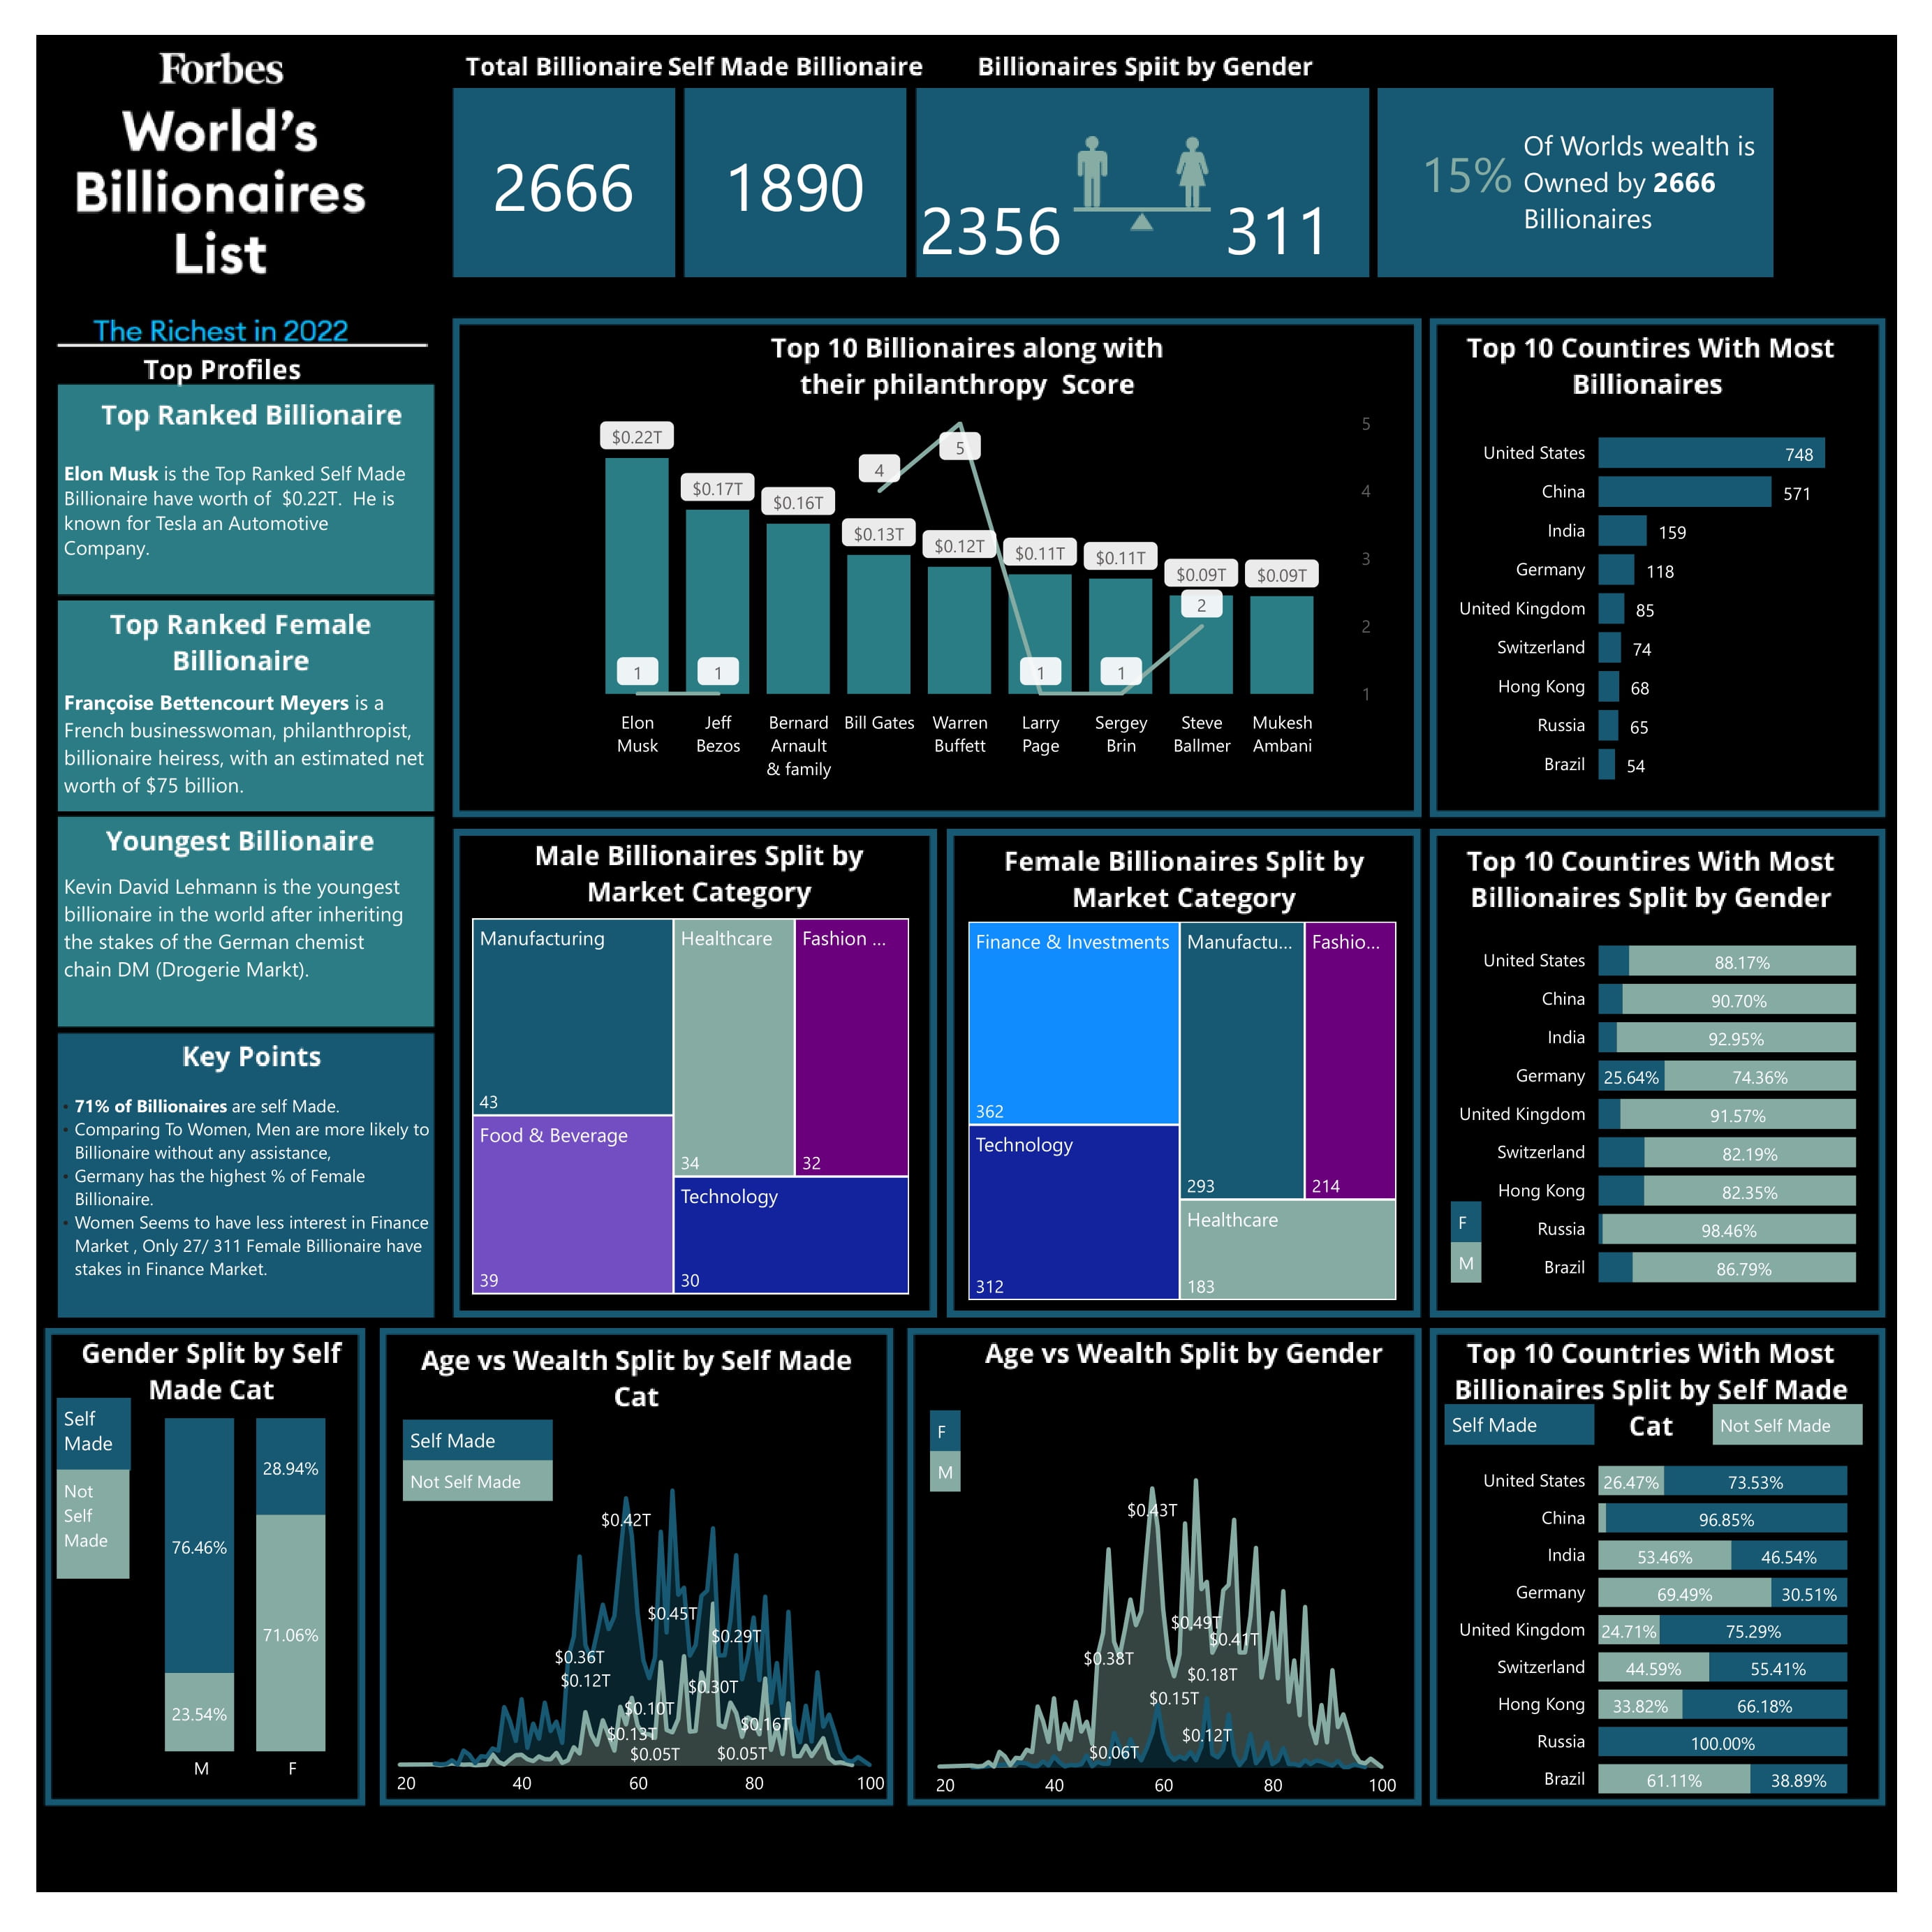 Forbes
World's
Billionaires
List
The Richest in 2022
Total Billionaire
2666
Self Made Billionaire
1890
Billionaires Split by Gender
2356
311
15%
Of Worlds wealth is
Owned by 2666
Billionaires
Top Profiles
Top Ranked Billionaire
Elon Musk is the Top Ranked Self Made
Billionaire have worth of $0.22T. He is
known for Tesla an Automotive
Company.
Top Ranked Female
Billionaire
Françoise Bettencourt Meyers is a
French businesswoman, philanthropist,
billionaire heiress, with an estimated net
worth of $75 billion.
Youngest Billionaire
Kevin David Lehmann is the youngest
billionaire in the world after inheriting
the stakes of the German chemist
chain DM (Drogerie Markt).
Key Points
• 71% of Billionaires are self Made.
• Comparing To Women, Men are more likely to
Billionaire without any assistance,
• Germany has the highest % of Female
Billionaire.
• Women Seems to have less interest in Finance
Market , Only 27/ 311 Female Billionaire have
stakes in Finance Market.
Top 10 Billionaires along with
their philanthropy Score
$0.22T
$0.17T
$0.16T
$0.13T
$0.12T
$0.11T
$0.11T
$0.09T
$0.09T
1
1
4
5
1
1
2
5
4
3
2
1
Elon
Musk
Jeff
Bezos
Bernard
Arnault
& family
Bill Gates
Warren
Buffett
Larry
Page
Sergey
Brin
Steve
Ballmer
Mukesh
Ambani
Top 10 Countires With Most
Billionaires
United States 748
China 571
India 159
Germany 118
United Kingdom 85
Switzerland 74
Hong Kong 68
Russia 65
Brazil 54
Male Billionaires Split by
Market Category
Manufacturing
43
Food & Beverage
39
Healthcare
34
Fashion ...
32
Technology
30
Female Billionaires Split by
Market Category
Finance & Investments
362
Technology
312
Manufactu...
293
Fashio...
214
Healthcare
183
Top 10 Countires With Most
Billionaires Split by Gender
United States 88.17%
China 90.70%
India 92.95%
Germany 25.64% 74.36%
United Kingdom 91.57%
Switzerland 82.19%
Hong Kong 82.35%
Russia 98.46%
Brazil 86.79%
F
M
Gender Split by Self
Made Cat
Self
Made
Not
Self
Made
76.46%
23.54%
28.94%
71.06%
M
F
Age vs Wealth Split by Self Made
Cat
Self Made
Not Self Made
$0.42T
$0.45T
$0.29T
$0.36T
$0.12T
$0.30T
$0.10T
$0.16T
$0.13T
$0.05T
$0.05T
20 40 60 80 100
Age vs Wealth Split by Gender
F
M
$0.43T
$0.49T
$0.41T
$0.38T
$0.18T
$0.15T
$0.12T
$0.06T
20 40 60 80 100
Top 10 Countries With Most
Billionaires Split by Self Made
Cat
Self Made
Not Self Made
United States 26.47% 73.53%
China 96.85%
India 53.46% 46.54%
Germany 69.49% 30.51%
United Kingdom 24.71% 75.29%
Switzerland 44.59% 55.41%
Hong Kong 33.82% 66.18%
Russia 100.00%
Brazil 61.11% 38.89%